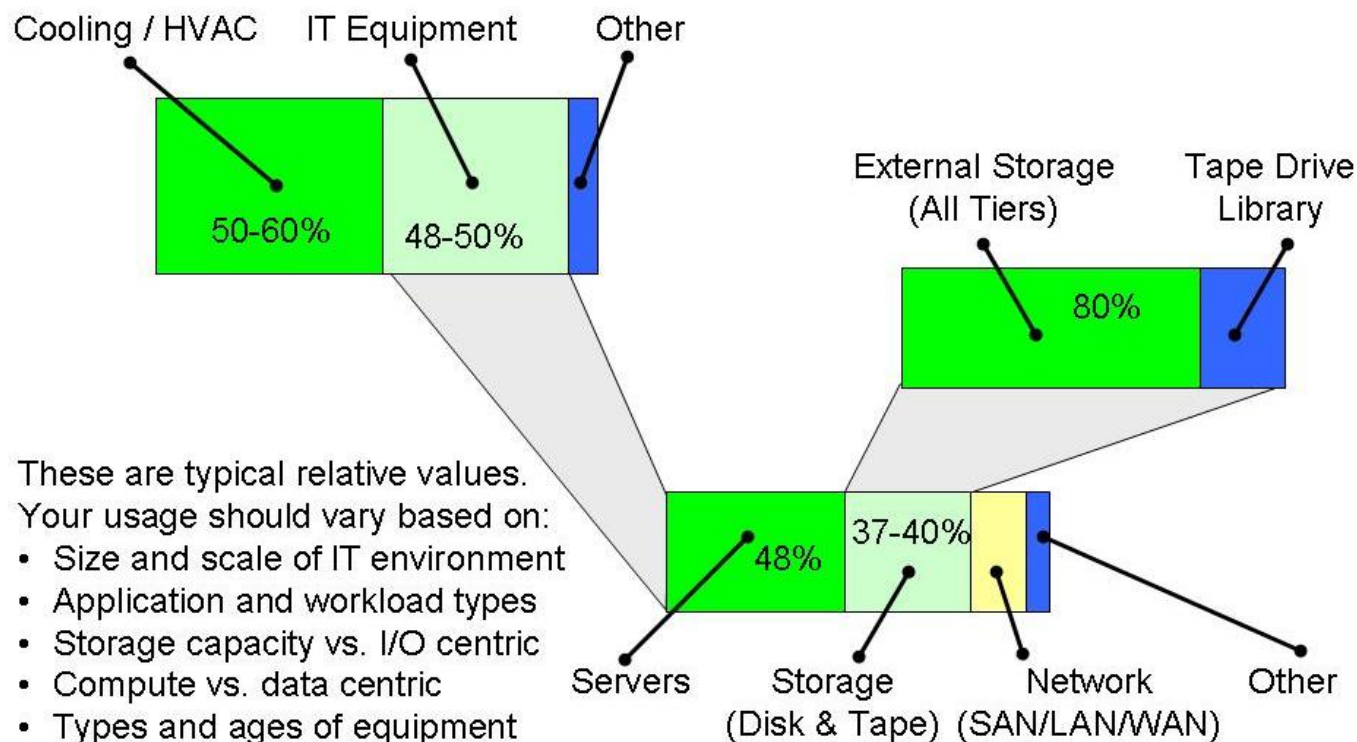 Cooling / HVAC
IT Equipment
Other
50-60%
48-50%
External Storage
(All Tiers)
Tape Drive
Library
80%
These are typical relative values.
Your usage should vary based on:
• Size and scale of IT environment
• Application and workload types
• Storage capacity vs. I/O centric
• Compute vs. data centric
• Types and ages of equipment
48%
37-40%
Servers
Storage
(Disk & Tape)
Network
(SAN/LAN/WAN)
Other